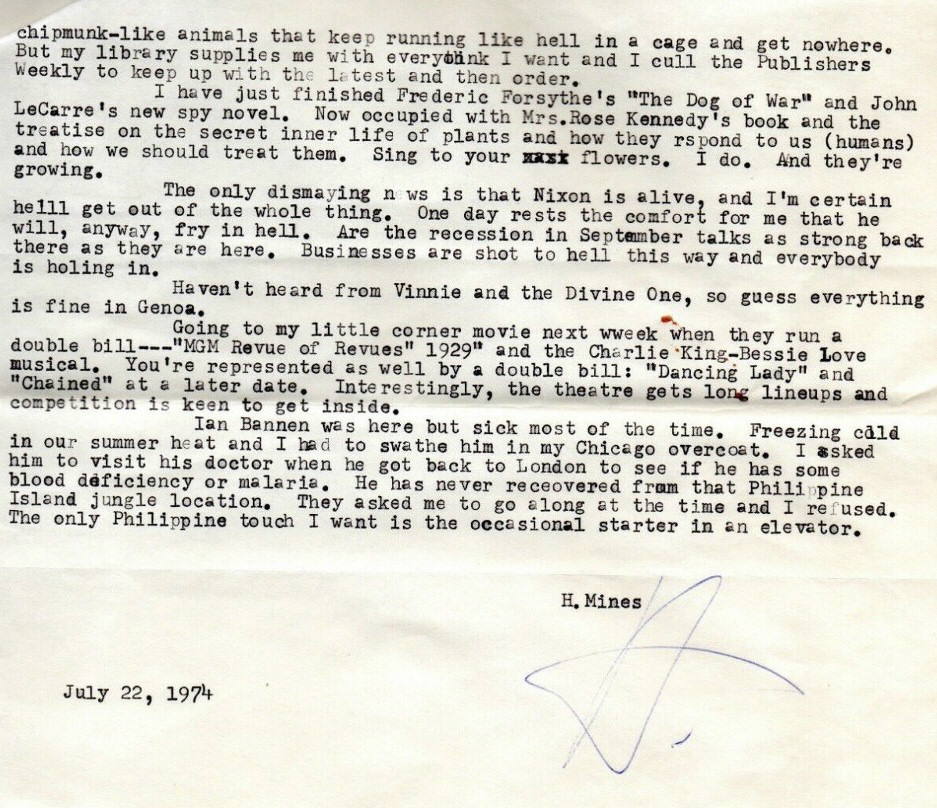 chipmunk-like animals that keep running like hell in a cage and get nowhere.
But my library supplies me with everythink I want and I cull the Publishers
Weekly to keep up with the latest and then order.
I have just finished Frederic Forsythe's "The Dog of War" and John
LeCarre's new spy novel. Now occupied with Mrs.Rose Kennedy's book and the
treatise on the secret inner life of plants and how they rspond to us (humans)
and how we should treat them. Sing to your flowers. I do. And they're
growing.
The only dismaying news is that Nixon is alive, and I'm certain
helll get out of the whole thing. One day rests the comfort for me that he
will, anyway, fry in hell. Are the recession in September talks as strong back
there as they are here. Businesses are shot to hell this way and everybody
is holing in.
Haven't heard from Vinnie and the Divine One, so guess everything
is fine in Genoa.
Going to my little corner movie next wweek when they run a
double bill---"MGM Revue of Revues" 1929" and the Charlie King-Bessie Love
musical. You're represented as well by a double bill: "Dancing Lady" and
"Chained" at a later date. Interestingly, the theatre gets long lineups and
competition is keen to get inside.
Ian Bannen was here but sick most of the time. Freezing cold
in our summer heat and I had to swathe him in my Chicago overcoat. I asked
him to visit his doctor when he got back to London to see if he has some
blood deficiency or malaria. He has never receovered from that Philippine
Island jungle location. They asked me to go along at the time and I refused.
The only Philippine touch I want is the occasional starter in an elevator.
H.Mines
H.
July 22, 1974